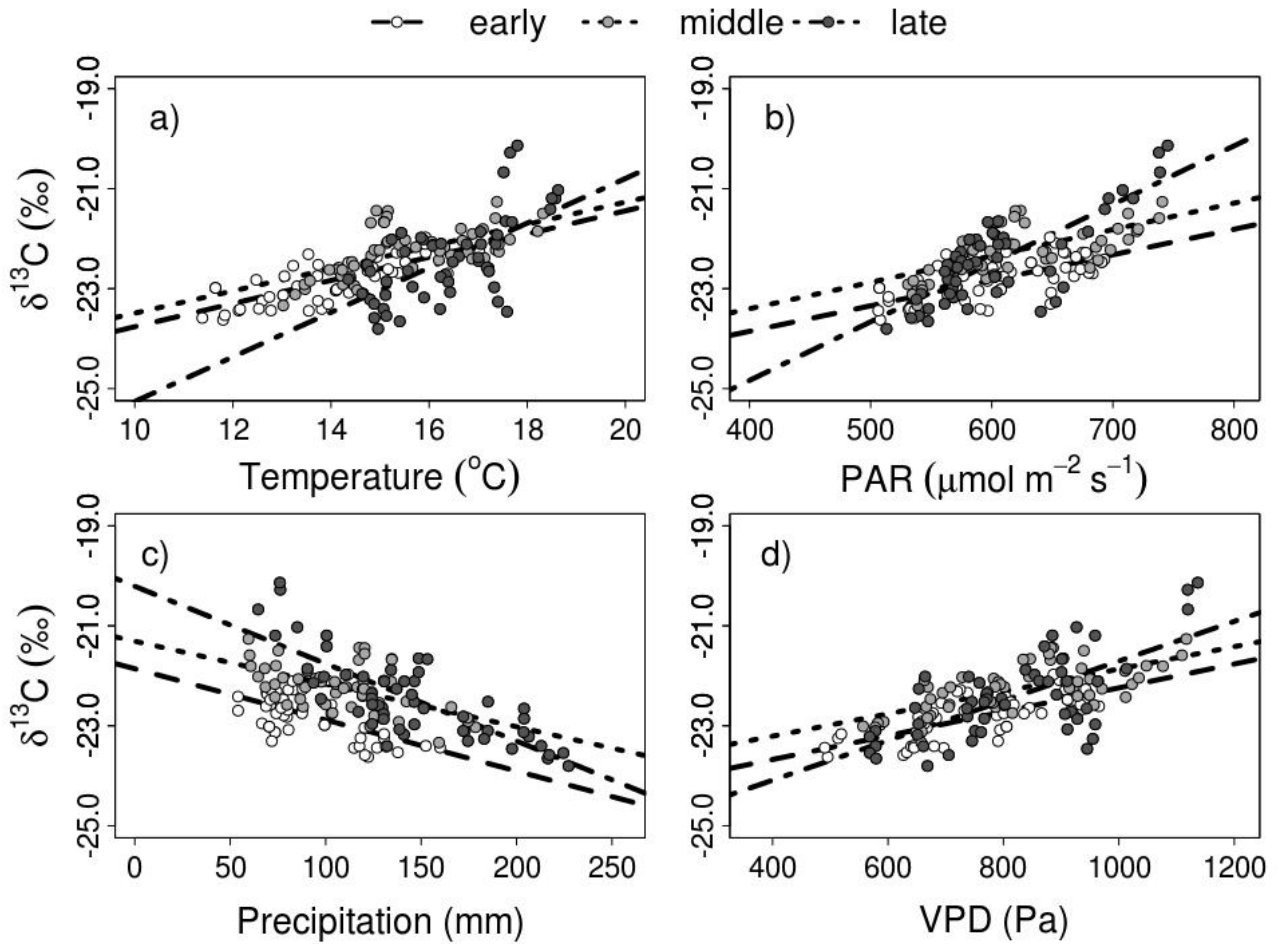 early middle late
a)
-19.0
-21.0
-23.0
-25.0
δ13C (‰)
10 12 14 16 18 20
Temperature (oC)
b)
-19.0
-21.0
-23.0
-25.0
400 500 600 700 800
PAR (μmol m−2 s−1)
c)
-19.0
-21.0
-23.0
-25.0
δ13C (‰)
0 50 100 150 200 250
Precipitation (mm)
d)
-19.0
-21.0
-23.0
-25.0
400 600 800 1000 1200
VPD (Pa)